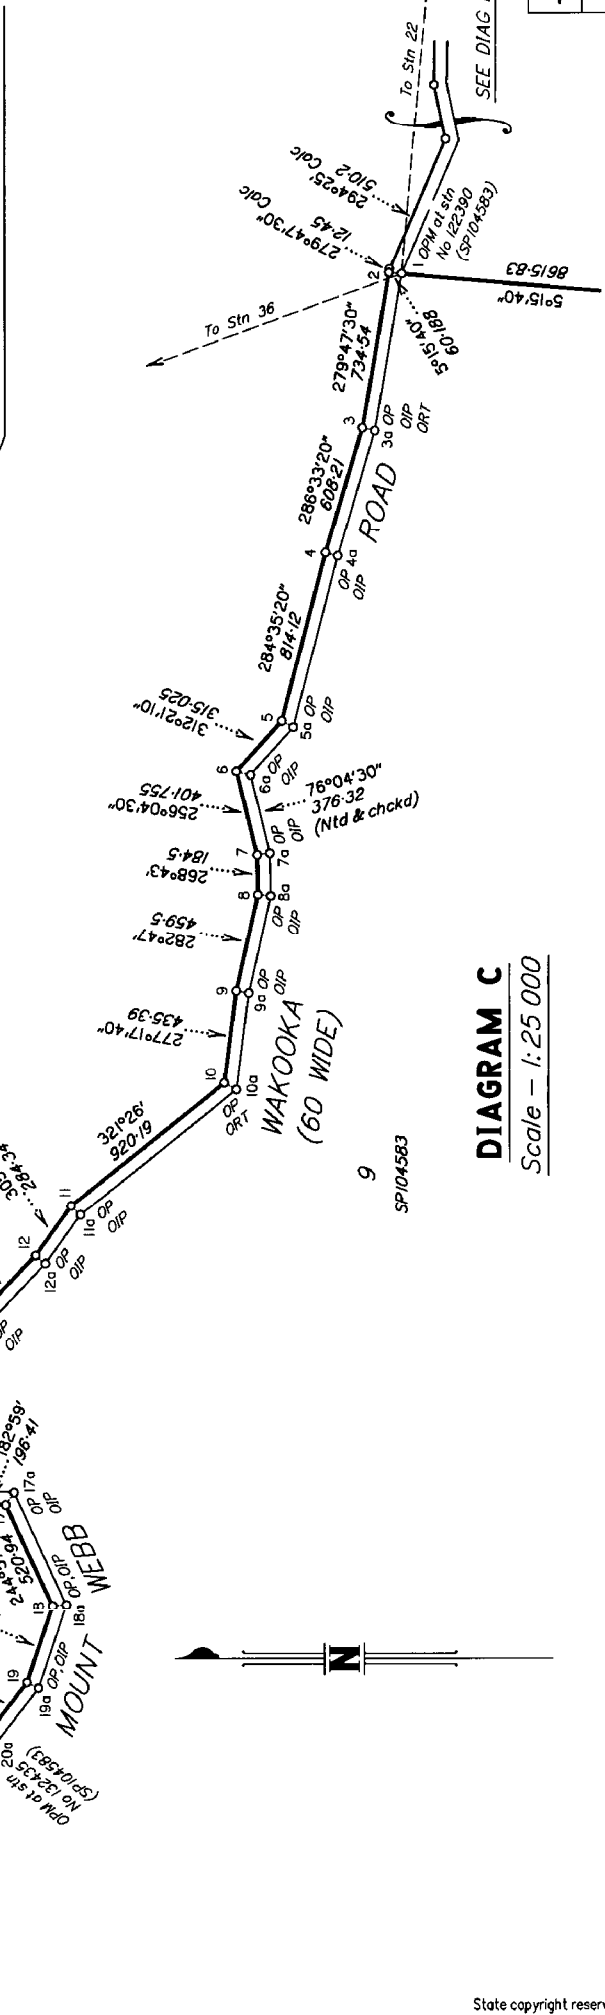 To Stn 22
SEE DIAG
294°25'
510·2 Calc
279°47'30"
12·45 Calc
2
1
OPM at stn
No 122390
(SP104583)
8615·83
5°15'40"
5°15'40"
60·188
To Stn 36
279°47'30"
734·54
3
3a OP
OIP
ORT
286°33'20"
608·21
ROAD
4
4a
OP
OIP
284°35'20"
814·12
5
5a OP
OIP
312°21'10"
315·025
6
6a OP
OIP
256°04'30"
401·755
76°04'30"
376·32
(Ntd & chckd)
7
7a
OP
OIP
268°43'
184·5
8
8a
OP
OIP
282°47'
459·5
9
9a OP
OIP
277°17'40"
435·39
10
10a
OP
ORT
WAKOOKA
(60 WIDE)
321°26'
920·19
9
SP104583
DIAGRAM C
Scale – 1:25 000
11
11a OP
OIP
284·34
12
12a OP
OIP
OIP
182°59'
196·41
17a
OP
OIP
520·94
18a
OP,OIP
WEBB
MOUNT
19
19a OP,OIP
20a
OPM at stn
No 132435
(SP104583)
N
State copyright reserv